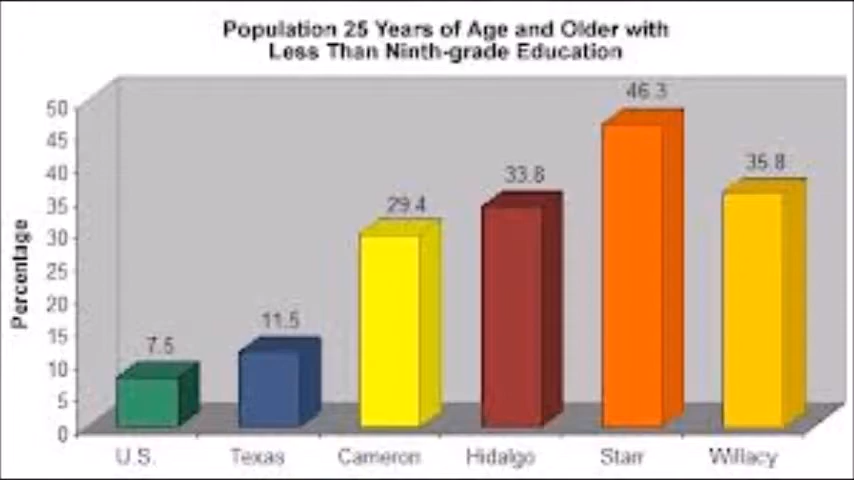 Population 25 Years of Age and Older with
Less Than Ninth-grade Education
Percentage
50
45
40
35
30
25
20
15
10
5
0
7.5
11.5
29.4
33.8
46.3
35.8
U.S.
Texas
Cameron
Hidalgo
Starr
Willacy